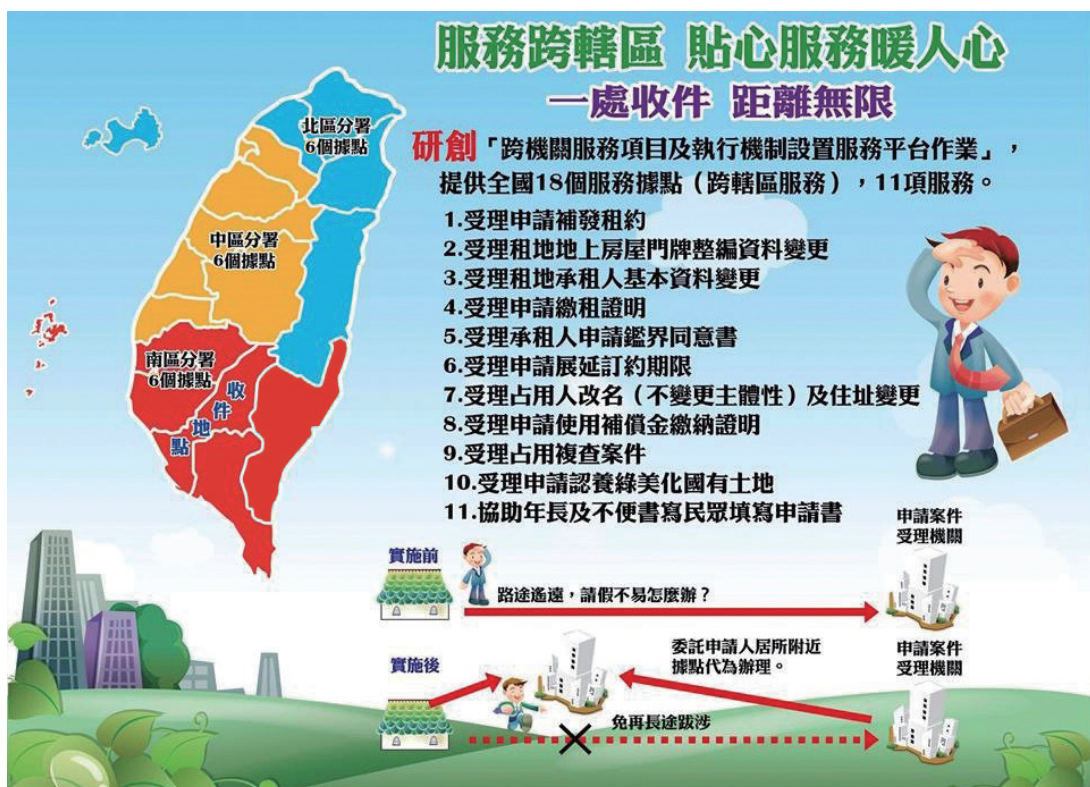 服務跨轄區 貼心服務暖人心
一處收件 距離無限
研創「跨機關服務項目及執行機制設置服務平台作業」，
提供全國18個服務據點（跨轄區服務），11項服務。
1.受理申請補發租約
2.受理租地地上房屋門牌整編資料變更
3.受理租地承租人基本資料變更
4.受理申請繳租證明
5.受理承租人申請鑑界同意書
6.受理申請展延訂約期限
7.受理占用人改名（不變更主體性）及住址變更
8.受理申請使用補償金繳納證明
9.受理占用複查案件
10.受理申請認養綠美化國有土地
11.協助年長及不便書寫民眾填寫申請書
北區分署
6個據點
中區分署
6個據點
南區分署
6個據點
收件地點
實施前
路途遙遠，請假不易怎麼辦？
申請案件
受理機關
實施後
委託申請人居所附近
據點代為辦理。
免再長途跋涉
申請案件
受理機關